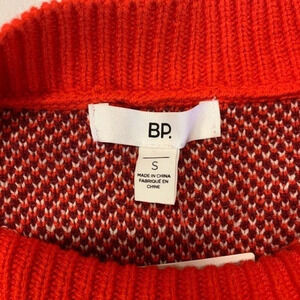 BP.
S
MADE IN CHINA
FABRIQUÉ EN
CHINE